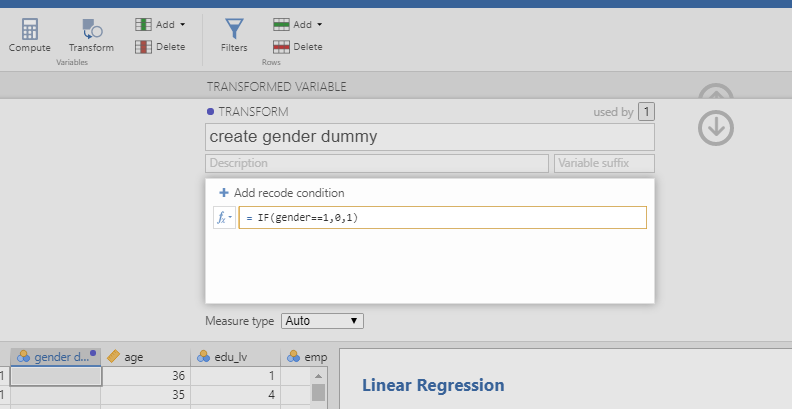 Add
Add
Compute Transform Delete Filters Delete
Variables Rows
TRANSFORMED VARIABLE
TRANSFORM used by 1
create gender dummy
Description Variable suffix
+ Add recode condition
fx = IF(gender==1,0,1)
Measure type Auto
gender d... age edu_lv emp
1 36 1
1 35 4
Linear Regression